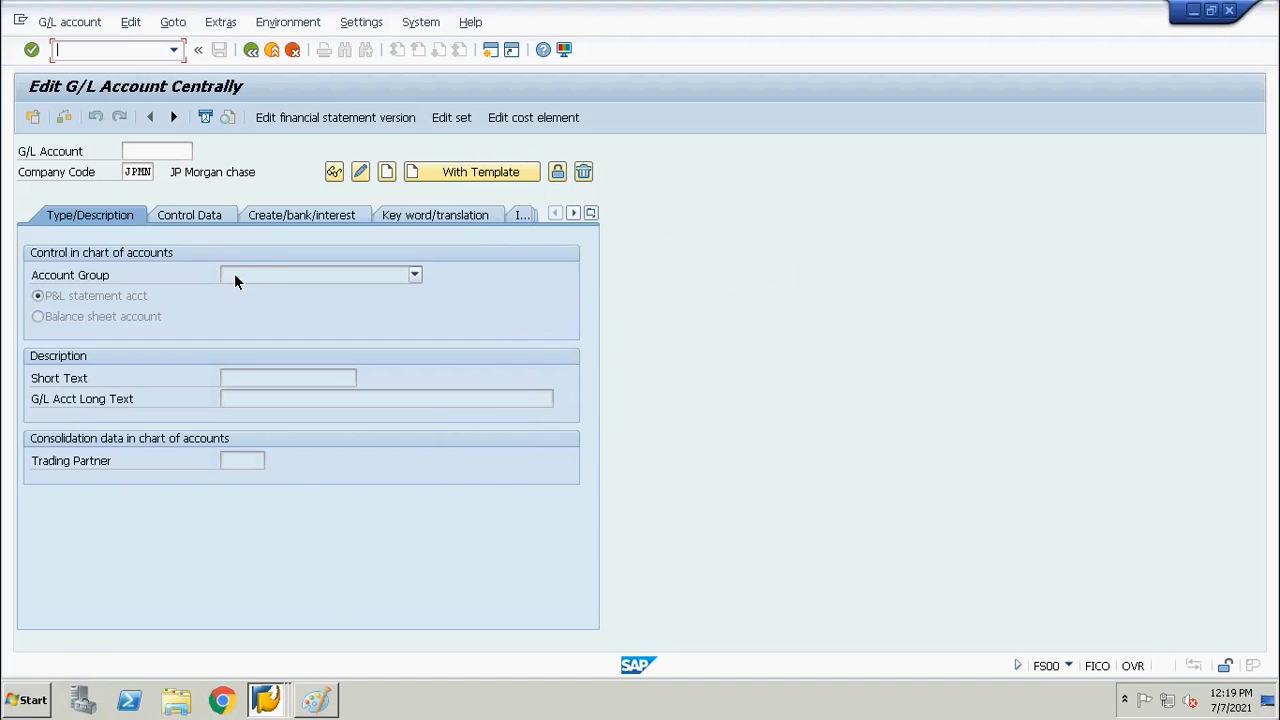 G/L account Edit Goto Extras Environment Settings System Help
Edit G/L Account Centrally
Edit financial statement version Edit set Edit cost element
G/L Account
Company Code JPMN JP Morgan chase With Template
Type/Description Control Data Create/bank/interest Key word/translation I...
Control in chart of accounts
Account Group
P&L statement acct
Balance sheet account
Description
Short Text
G/L Acct Long Text
Consolidation data in chart of accounts
Trading Partner
SAP
FS00 FICO OVR
Start
12:19 PM
7/7/2021